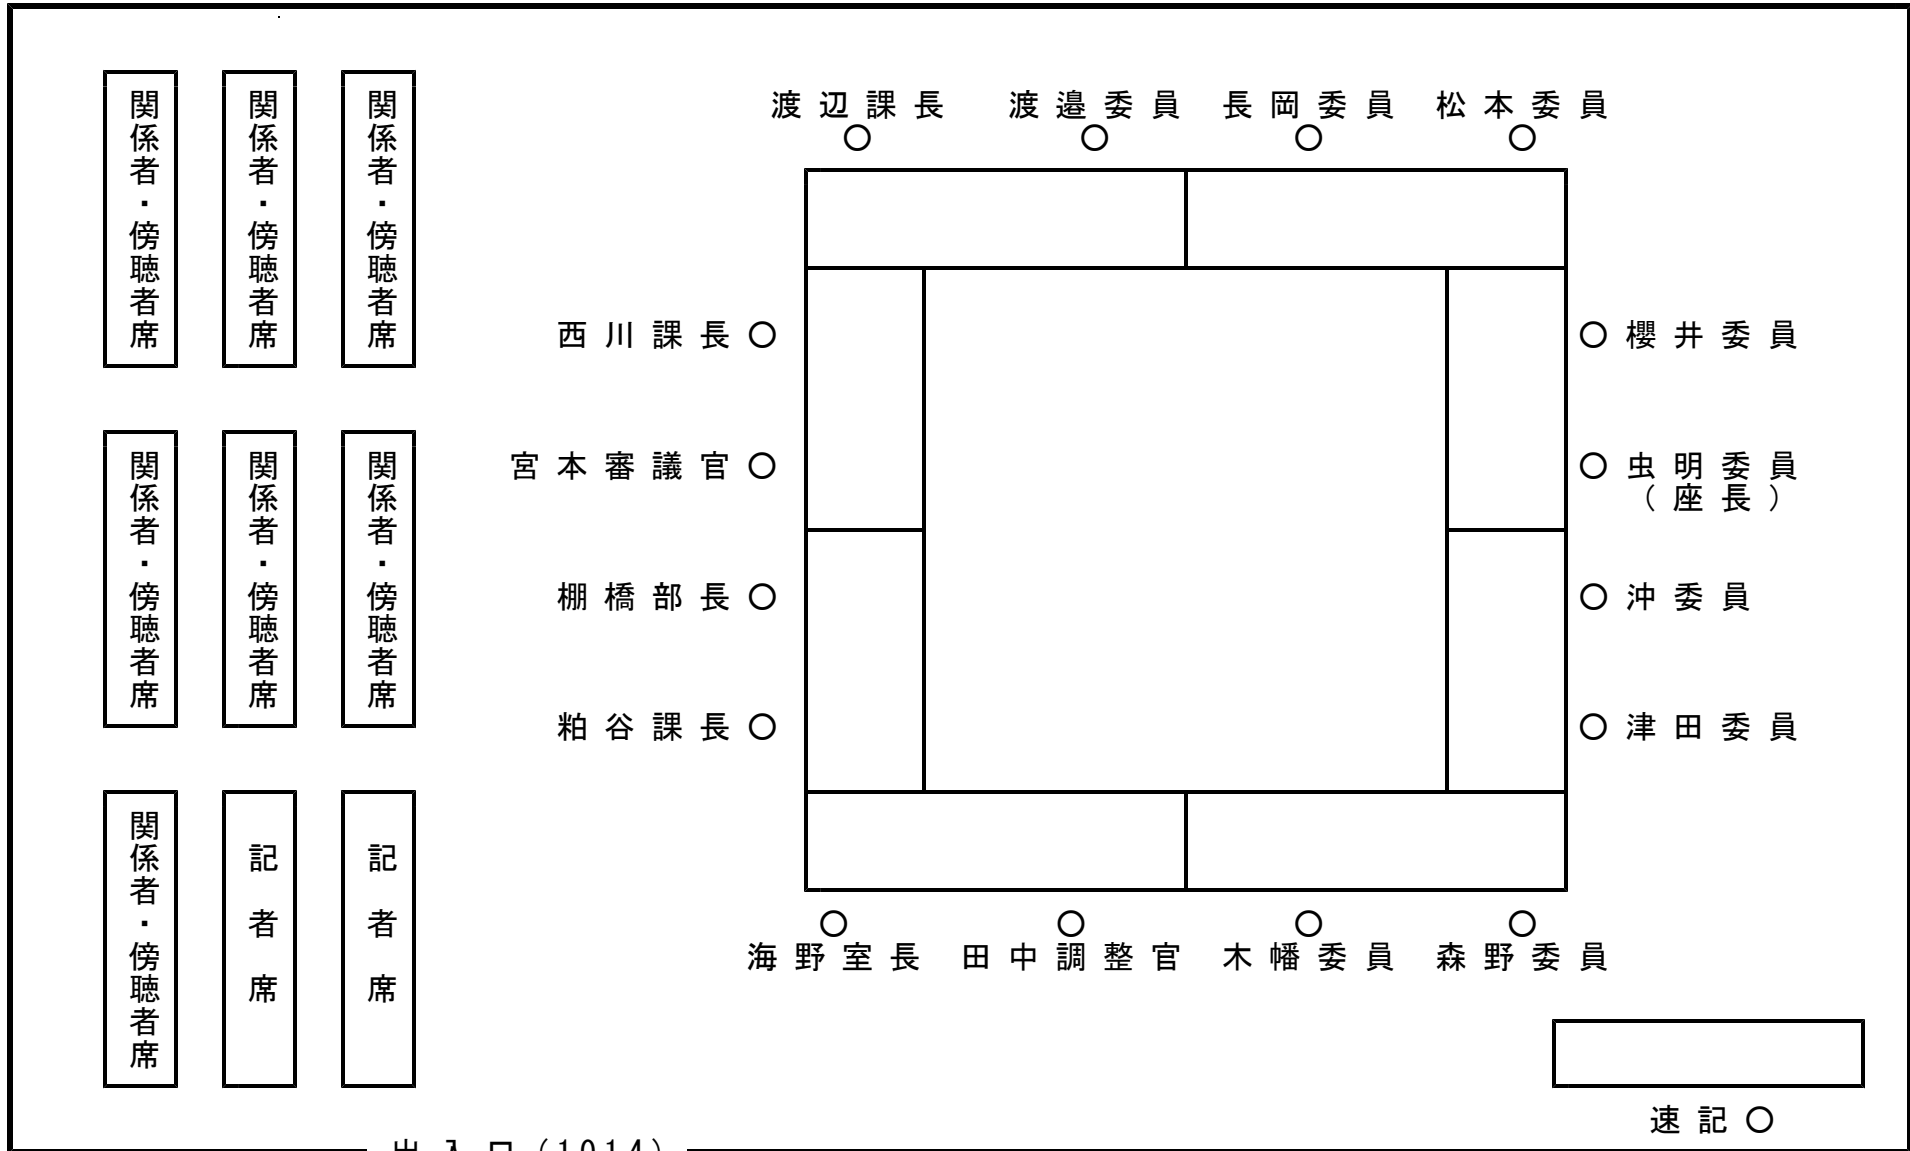 渡辺課長 渡邉委員 長岡委員 松本委員
関係者・傍聴者席
関係者・傍聴者席
関係者・傍聴者席
西川課長
櫻井委員
宮本審議官
虫明委員
（座長）
関係者・傍聴者席
関係者・傍聴者席
関係者・傍聴者席
棚橋部長
沖委員
粕谷課長
津田委員
関係者・傍聴者席
記者席
記者席
海野室長 田中調整官 木幡委員 森野委員
速記
出入口(1014)